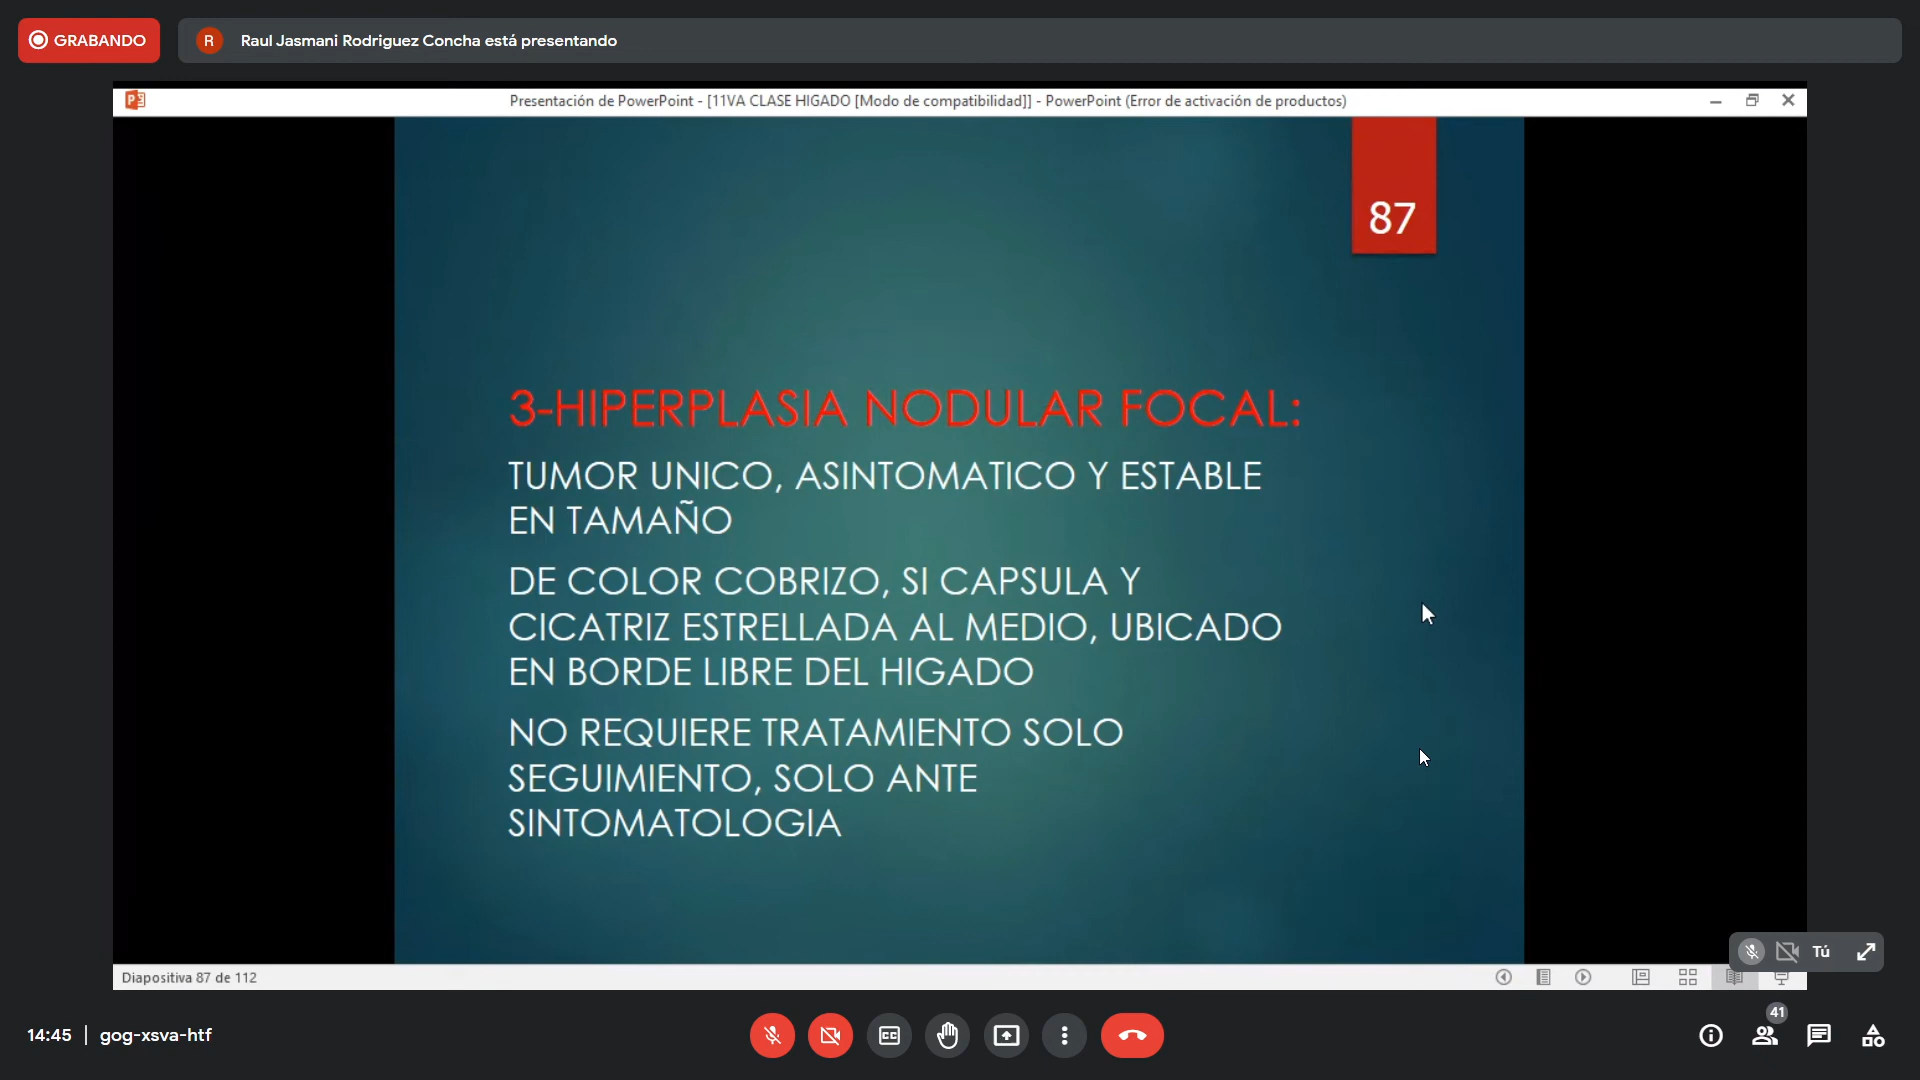 GRABANDO
R
Raul Jasmani Rodriguez Concha está presentando
Presentación de PowerPoint - [11VA CLASE HIGADO [Modo de compatibilidad]] - PowerPoint (Error de activación de productos)
87
3-HIPERPLASIA NODULAR FOCAL:
TUMOR UNICO, ASINTOMATICO Y ESTABLE
EN TAMAÑO
DE COLOR COBRIZO, SI CAPSULA Y
CICATRIZ ESTRELLADA AL MEDIO, UBICADO
EN BORDE LIBRE DEL HIGADO
NO REQUIERE TRATAMIENTO SOLO
SEGUIMIENTO, SOLO ANTE
SINTOMATOLOGIA
Tú
Diapositiva 87 de 112
41
14:45 | gog-xsva-htf